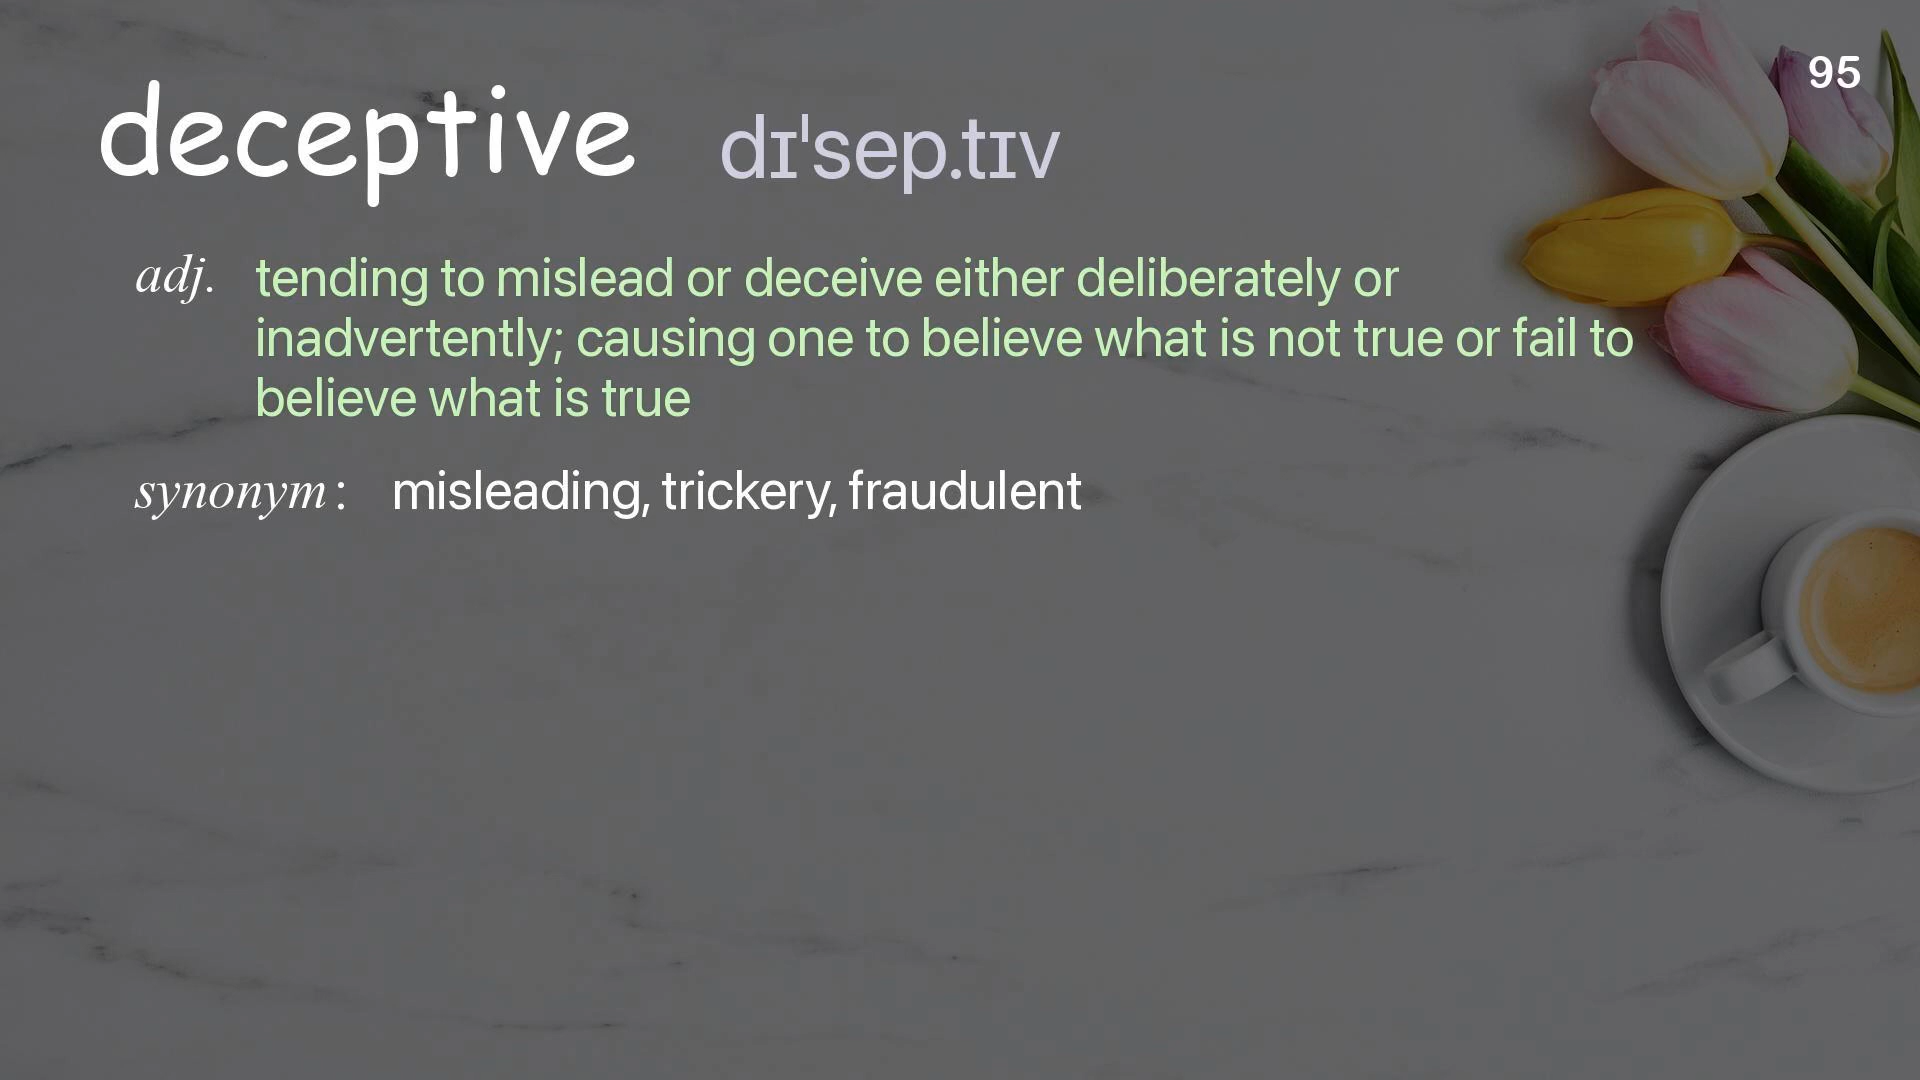 95
deceptive dɪˈsep.tɪv
adj. tending to mislead or deceive either deliberately or
inadvertently; causing one to believe what is not true or fail to
believe what is true
synonym : misleading, trickery, fraudulent